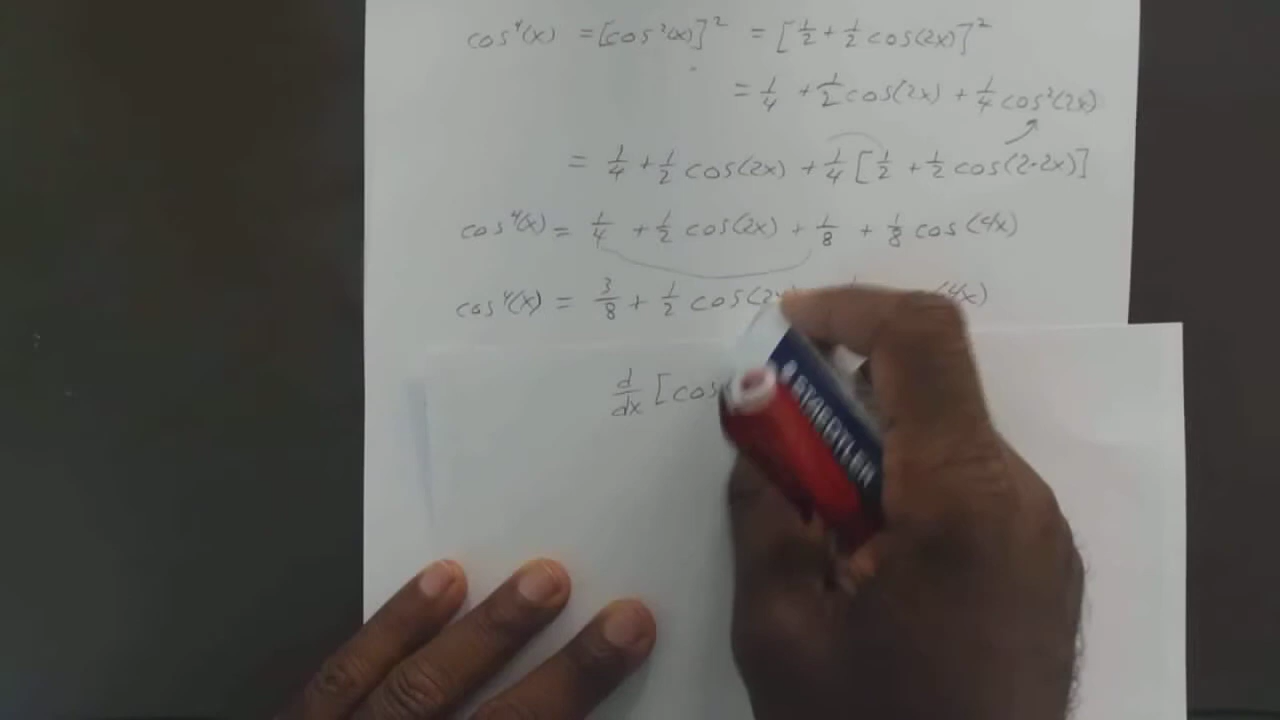 cos⁴(x) = [cos²(x)]² = [1/2 + 1/2 cos(2x)]²
= 1/4 + 1/2 cos(2x) + 1/4 cos²(2x)
= 1/4 + 1/2 cos(2x) + 1/4 [1/2 + 1/2 cos(2·2x)]
cos⁴(x) = 1/4 + 1/2 cos(2x) + 1/8 + 1/8 cos(4x)
cos⁴(x) = 3/8 + 1/2 cos(2x) (4x)
d/dx [cos
STAEDTLER